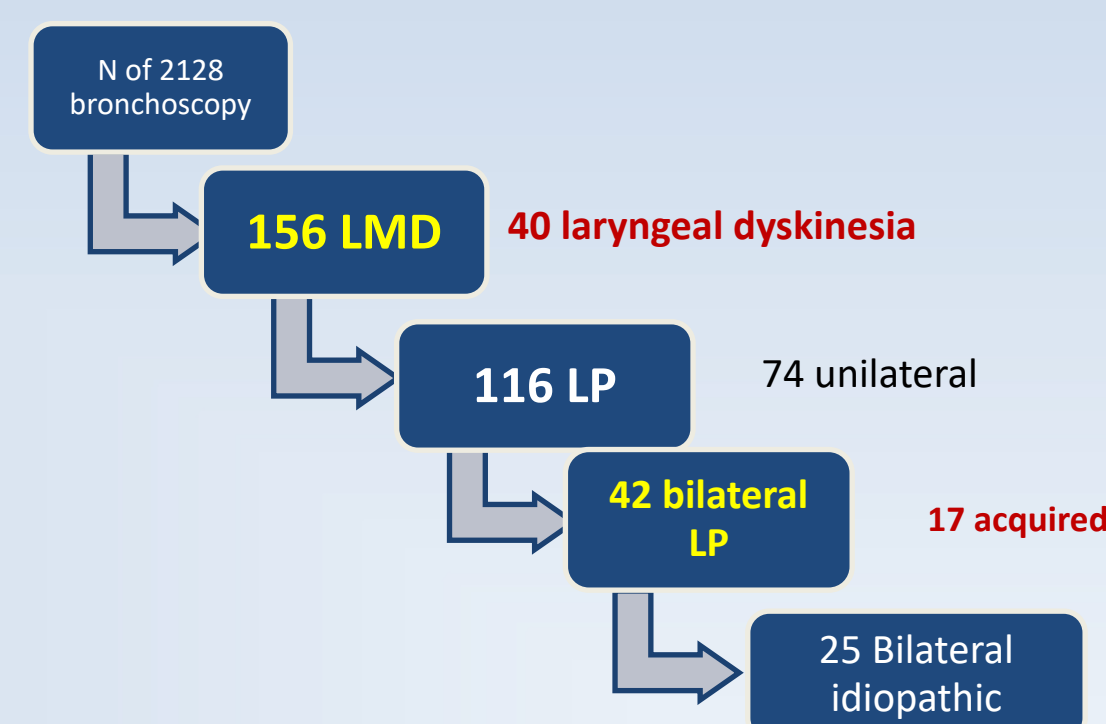 N of 2128
bronchoscopy
156 LMD
40 laryngeal dyskinesia
116 LP
74 unilateral
42 bilateral
LP
17 acquired
25 Bilateral
idiopathic